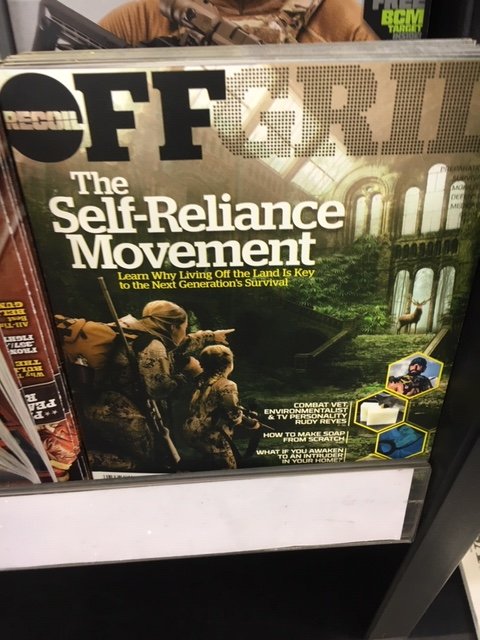 FREE
BCM
TARGET
INSIDE
RECOIL
OFFGRID
The
Self-Reliance
Movement
Learn Why Living Off the Land Is Key
to the Next Generation's Survival
COMBAT VET,
ENVIRONMENTALIST
& TV PERSONALITY
RUDY REYES
HOW TO MAKE SOAP
FROM SCRATCH
WHAT IF YOU AWAKEN
TO AN INTRUDER
IN YOUR HOME?